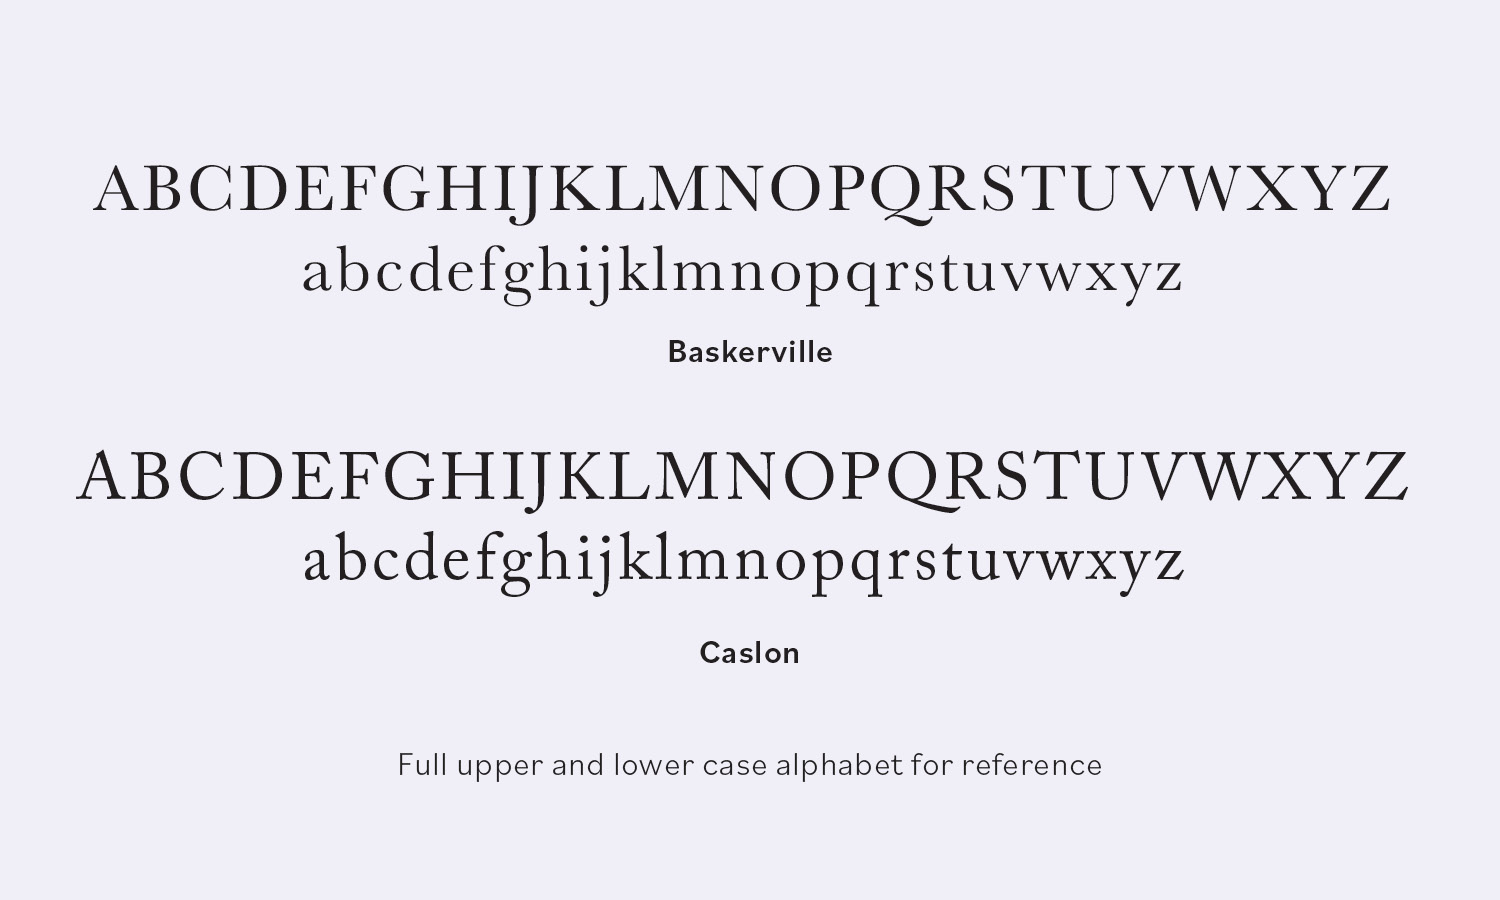 ABCDEFGHIJKLMNOPQRSTUVWXYZ
abcdefghijklmnopqrstuvwxyz
Baskerville
ABCDEFGHIJKLMNOPQRSTUVWXYZ
abcdefghijklmnopqrstuvwxyz
Caslon
Full upper and lower case alphabet for reference